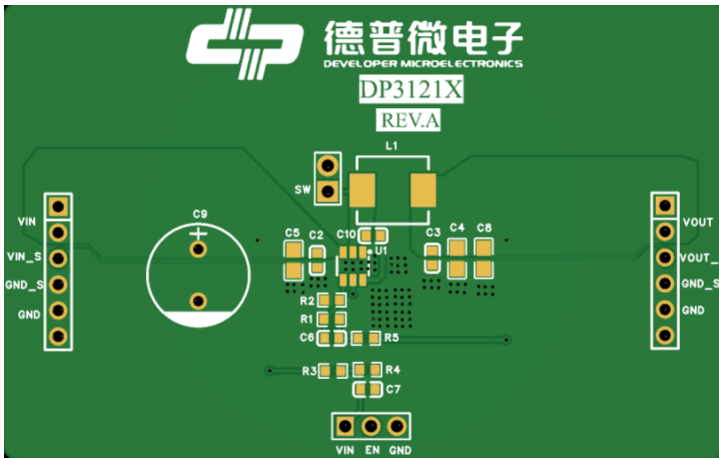 德普微电子
DEVELOPER MICROELECTRONICS
DP3121X
REV.A
L1
SW
C9
C5
C2
C10
U1
C3
C4
C8
VIN
VIN_S
GND_S
GND
VOUT
VOUT_
GND_S
GND
R2
R1
C6
R5
R3
R4
C7
VIN EN GND